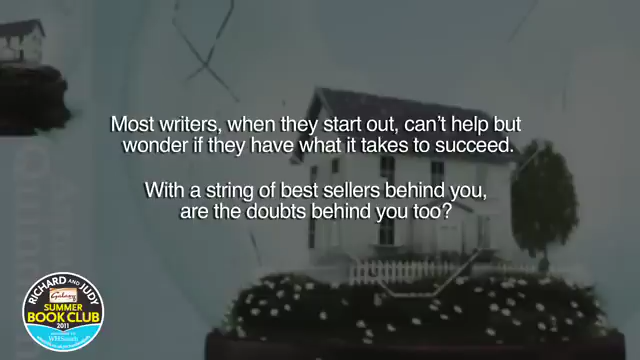 Most writers, when they start out, can't help but
wonder if they have what it takes to succeed.
With a string of best sellers behind you,
are the doubts behind you too?
RICHARD AND JUDY
Galaxy
SUMMER
BOOK CLUB
2011
WHSmith